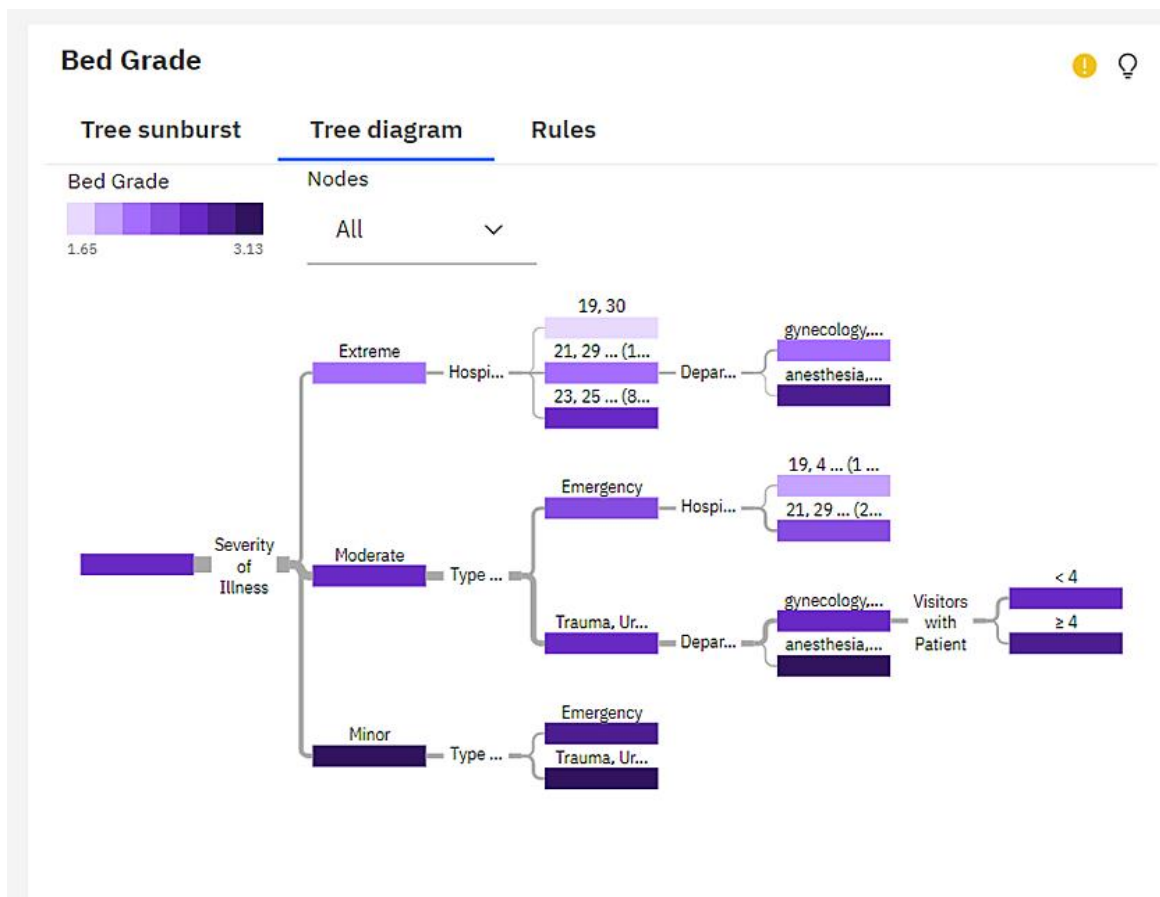 Bed Grade
Tree sunburst Tree diagram Rules
Bed Grade
1.65 3.13
Nodes
All
Severity
of
Illness
Extreme
Hospi...
19, 30
21, 29 ... (1...
23, 25 ... (8...
Depar...
gynecology,...
anesthesia,...
Moderate
Type ...
Emergency
Hospi...
19, 4 ... (1 ...
21, 29 ... (2...
Trauma, Ur...
Depar...
gynecology,...
anesthesia,...
Visitors
with
Patient
< 4
≥ 4
Minor
Type ...
Emergency
Trauma, Ur...